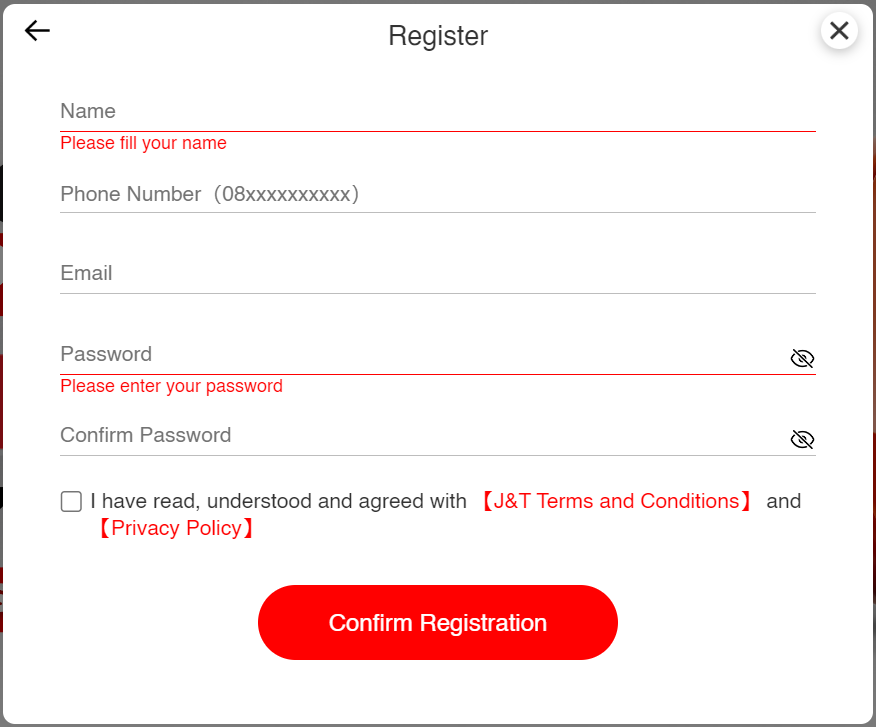 Register
Name
Please fill your name
Phone Number（08xxxxxxxxxx）
Email
Password
Please enter your password
Confirm Password
I have read, understood and agreed with 【J&T Terms and Conditions】 and
【Privacy Policy】
Confirm Registration